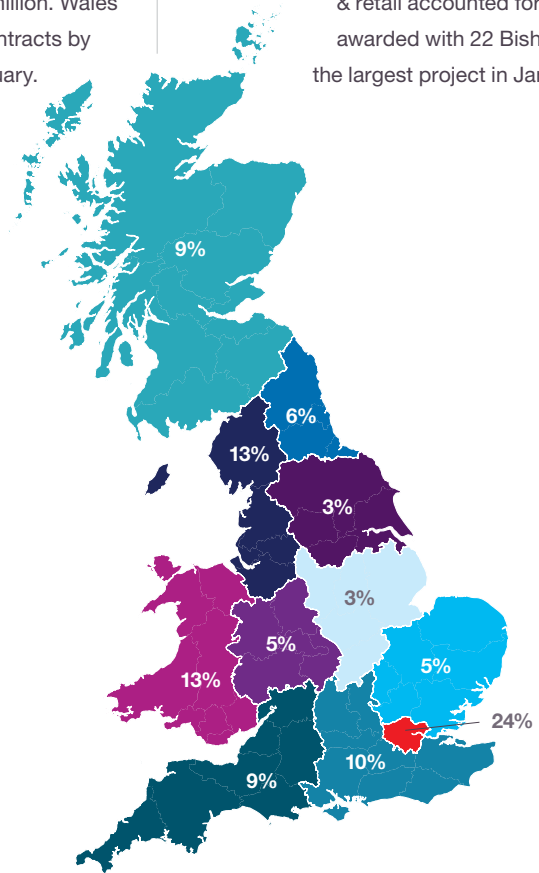 million. Wales
ntracts by
uary.
& retail accounted for
awarded with 22 Bish
the largest project in Jan
9%
6%
13%
3%
3%
5%
13%
5%
24%
10%
9%